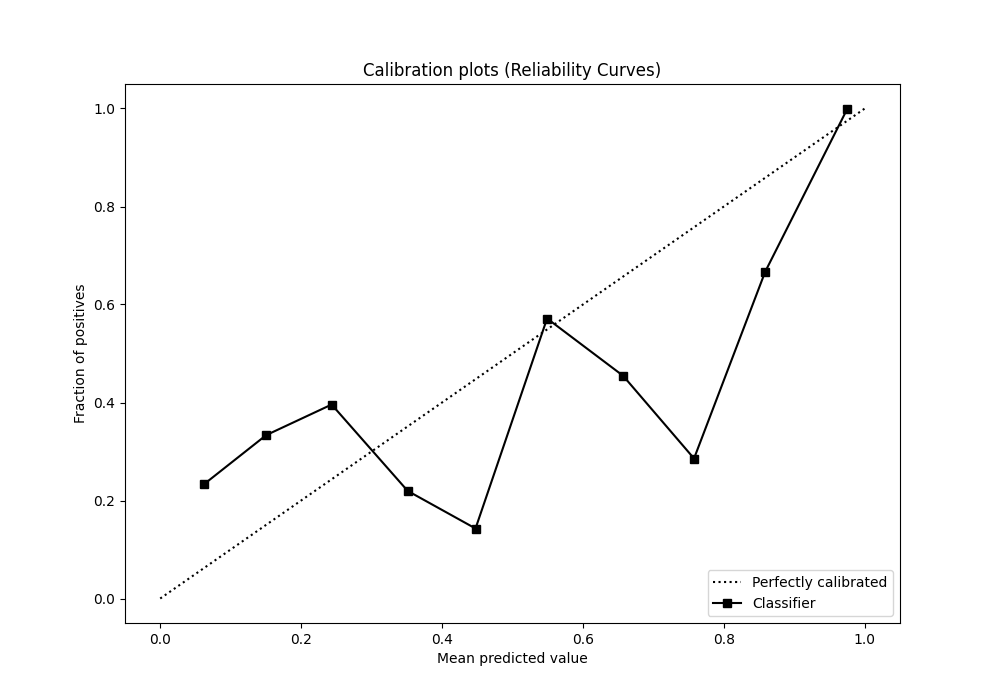 Calibration plots (Reliability Curves)
Fraction of positives
1.0
0.8
0.6
0.4
0.2
0.0
0.0 0.2 0.4 0.6 0.8 1.0
Mean predicted value
Perfectly calibrated
Classifier